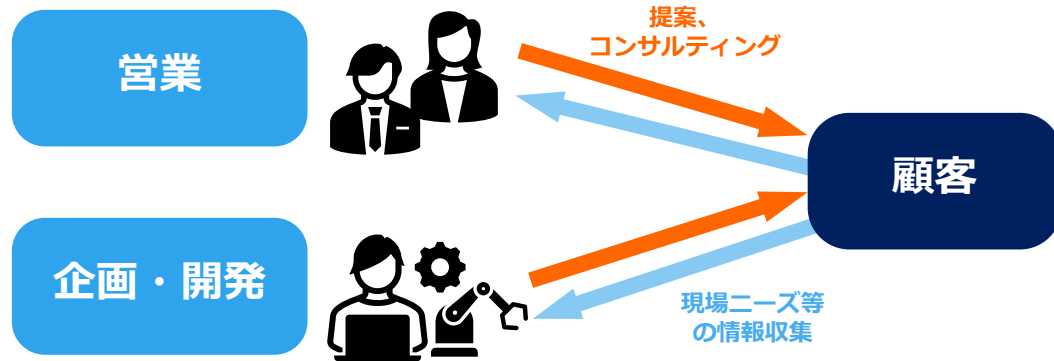 営業
提案、
コンサルティング
顧客
企画・開発
現場ニーズ等
の情報収集